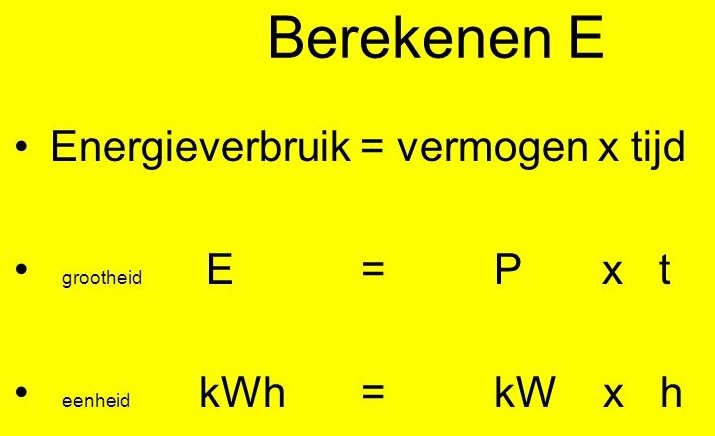 Berekenen E
• Energieverbruik = vermogen x tijd
• grootheid E = P x t
• eenheid kWh = kW x h